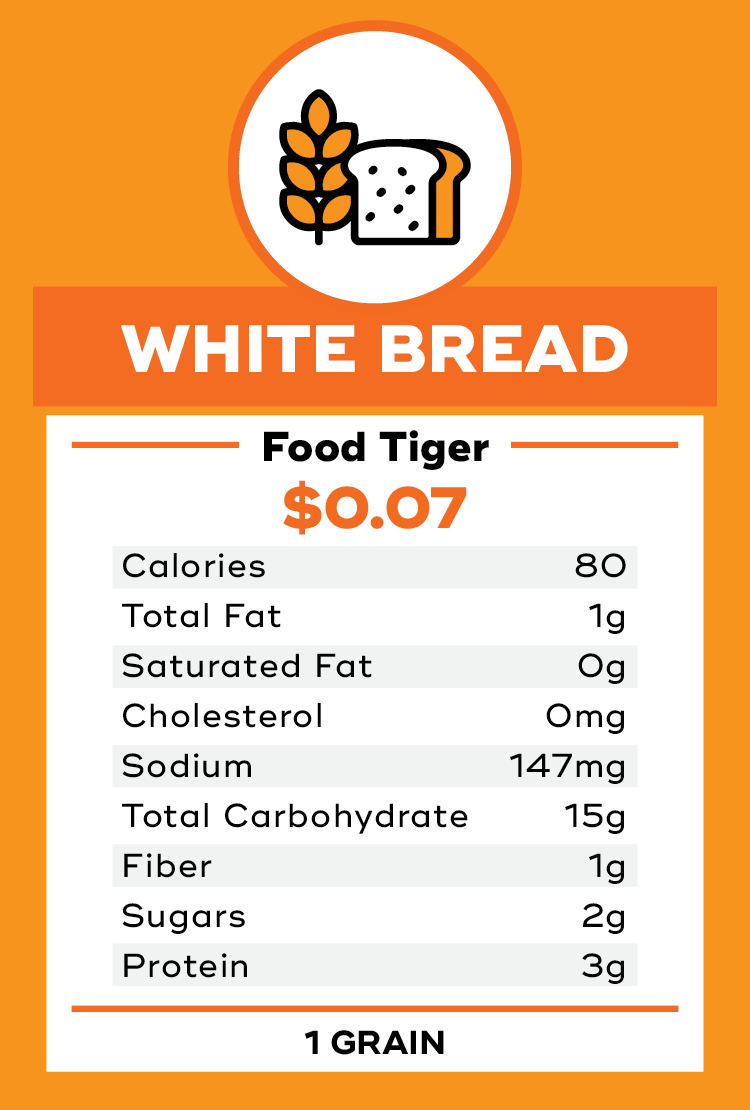 WHITE BREAD
Food Tiger
$0.07
Calories 80
Total Fat 1g
Saturated Fat 0g
Cholesterol 0mg
Sodium 147mg
Total Carbohydrate 15g
Fiber 1g
Sugars 2g
Protein 3g
1 GRAIN